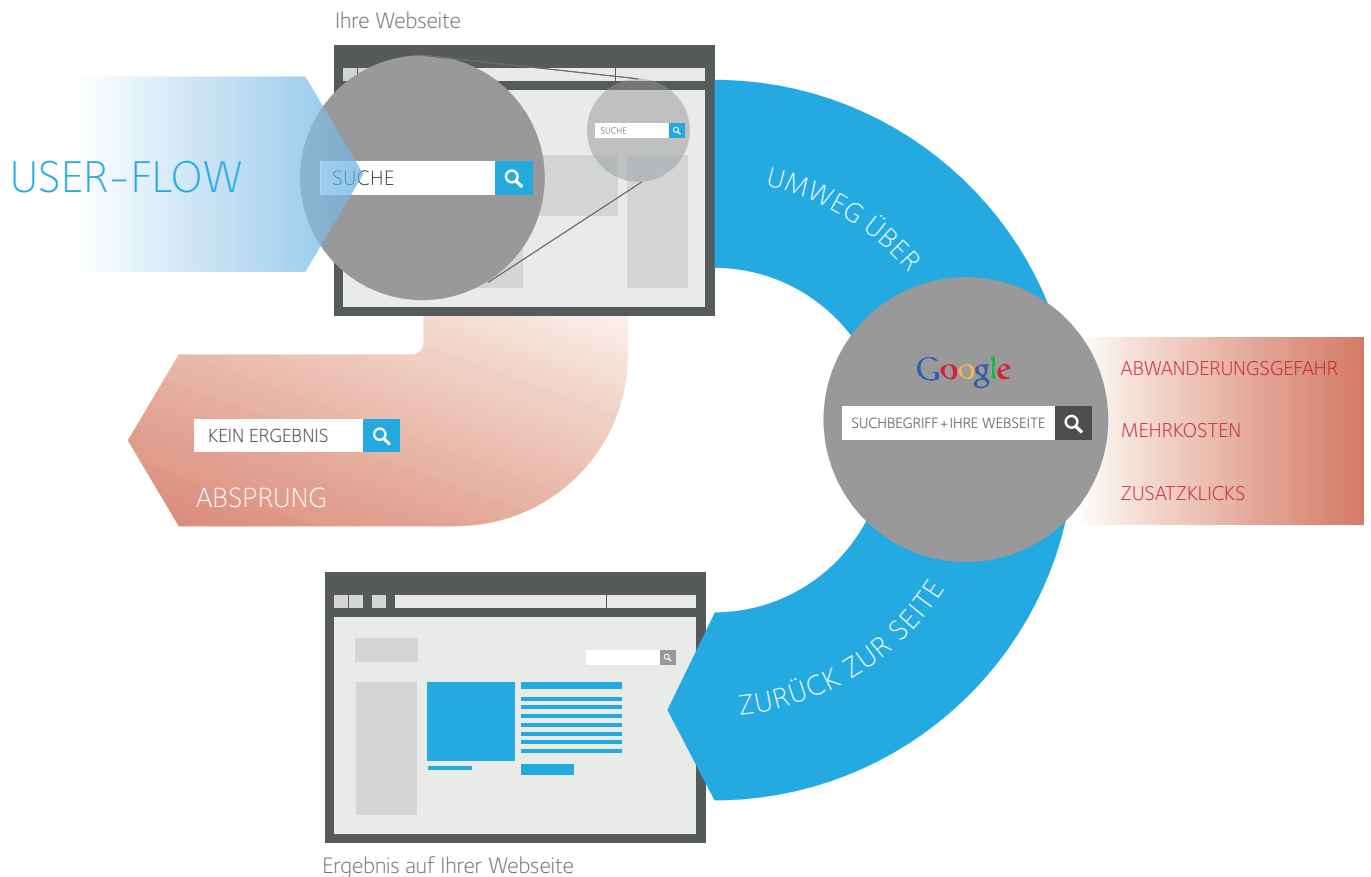 Ihre Webseite
USER-FLOW
SUCHE
SUCHE
UMWEG ÜBER
Google
SUCHBEGRIFF+IHRE WEBSEITE
ABWANDERUNGSGEFAHR
MEHRKOSTEN
ZUSATZKLICKS
KEIN ERGEBNIS
ABSPRUNG
ZURÜCK ZUR SEITE
Ergebnis auf Ihrer Webseite